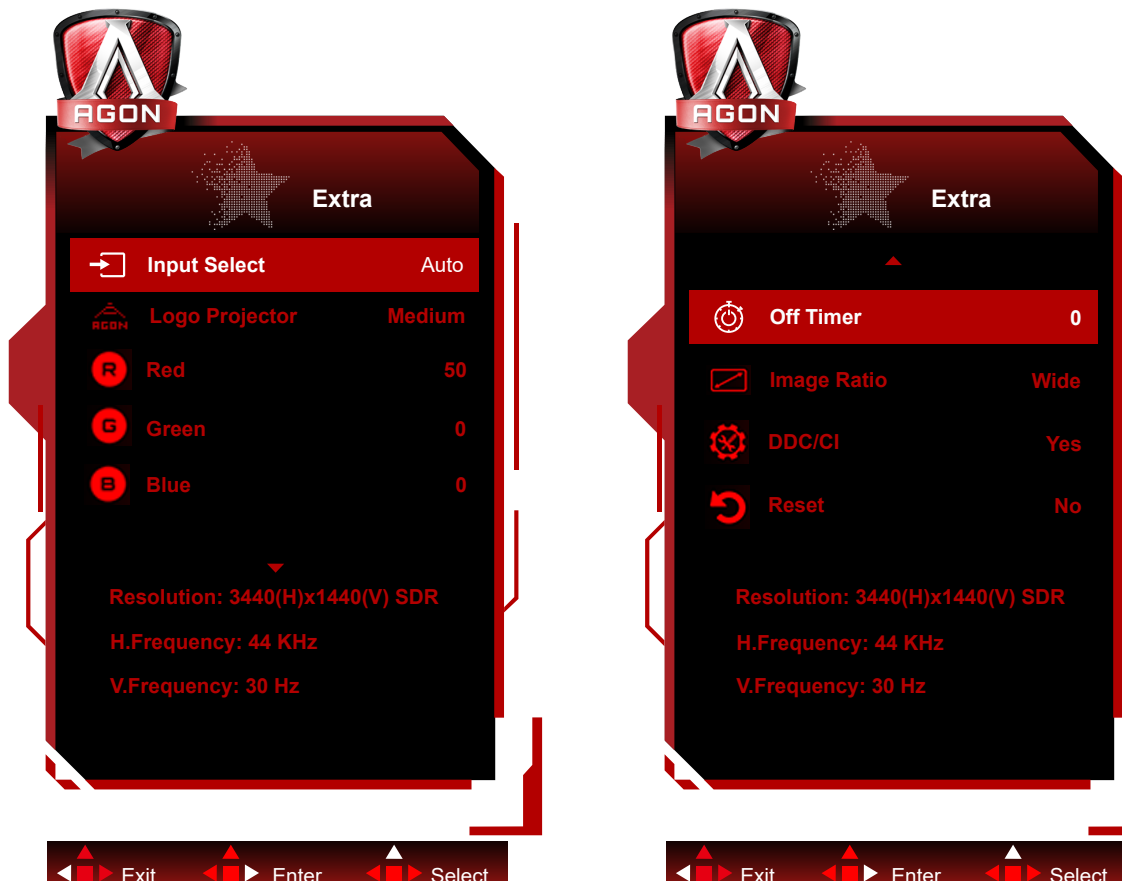 AGON
Extra
Input Select Auto
AGON Logo Projector Medium
R Red 50
G Green 0
B Blue 0
Resolution: 3440(H)x1440(V) SDR
H.Frequency: 44 KHz
V.Frequency: 30 Hz
Exit Enter Select
AGON
Extra
Off Timer 0
Image Ratio Wide
DDC/CI Yes
Reset No
Resolution: 3440(H)x1440(V) SDR
H.Frequency: 44 KHz
V.Frequency: 30 Hz
Exit Enter Select